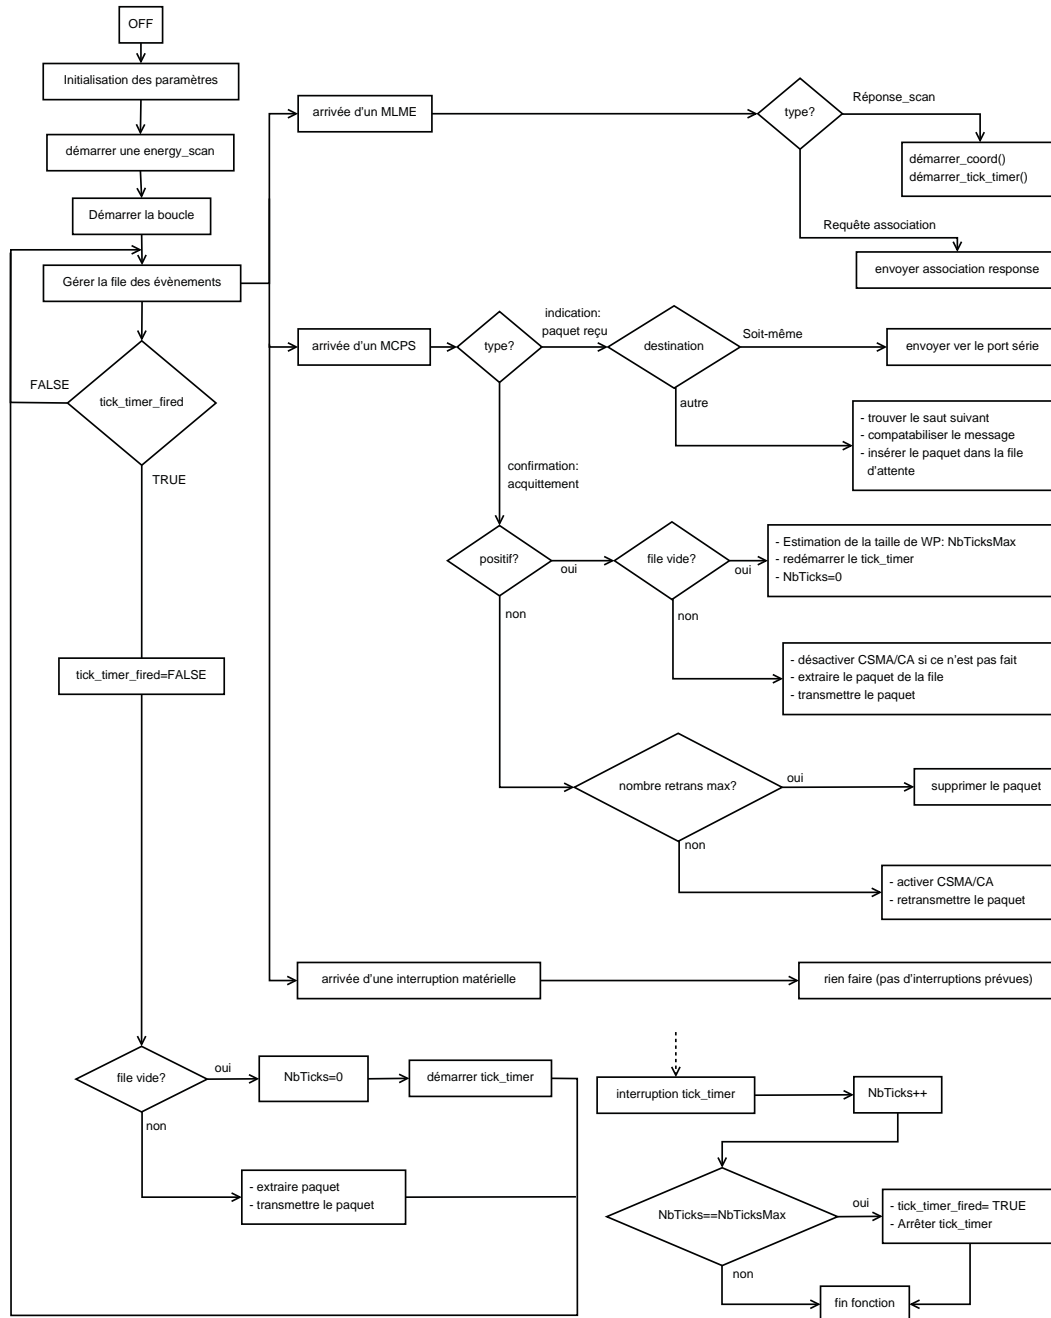 OFF
Initialisation des paramètres
démarrer une energy_scan
Démarrer la boucle
Gérer la file des évènements
FALSE
tick_timer_fired
TRUE
tick_timer_fired=FALSE
file vide?
oui
NbTicks=0
démarrer tick_timer
non
- extraire paquet
- transmettre le paquet
arrivée d'un MLME
type?
Réponse_scan
démarrer_coord()
démarrer_tick_timer()
Requête association
envoyer association response
arrivée d'un MCPS
type?
indication:
paquet reçu
destination
Soit-même
envoyer ver le port série
autre
- trouver le saut suivant
- compatabiliser le message
- insérer le paquet dans la file
d'attente
confirmation:
acquittement
positif?
oui
file vide?
oui
- Estimation de la taille de WP: NbTicksMax
- redémarrer le tick_timer
- NbTicks=0
non
non
- désactiver CSMA/CA si ce n'est pas fait
- extraire le paquet de la file
- transmettre le paquet
nombre retrans max?
oui
supprimer le paquet
non
- activer CSMA/CA
- retransmettre le paquet
arrivée d'une interruption matérielle
rien faire (pas d'interruptions prévues)
interruption tick_timer
NbTicks++
NbTicks==NbTicksMax
oui
- tick_timer_fired= TRUE
- Arrêter tick_timer
non
fin fonction